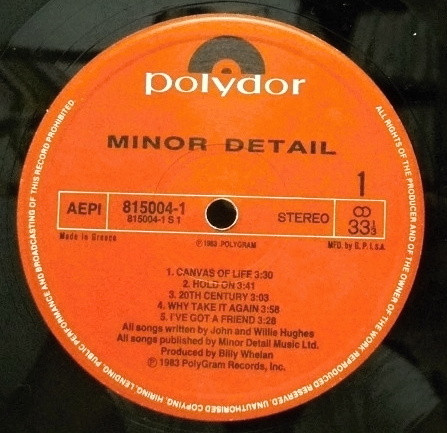 polydor
MINOR DETAIL
1
AEPI
815004-1
815004-1 S 1
STEREO
33⅓
Made in Greece
℗1983 POLYGRAM
MFD. by G. P. I. S.A.
1. CANVAS OF LIFE 3:30
2. HOLD ON 3:41
3. 20TH CENTURY 3:03
4. WHY TAKE IT AGAIN 3:58
5. I'VE GOT A FRIEND 3:28
All songs written by John and Willie Hughes
All songs published by Minor Detail Music Ltd.
Produced by Billy Whelan
℗ 1983 PolyGram Records, Inc.
ALL RIGHTS OF THE PRODUCER AND OF THE OWNER OF THE WORK REPRODUCED RESERVED. UNAUTHORISED COPYING, HIRING, LENDING, PUBLIC PERFORMANCE AND BROADCASTING OF THIS RECORD PROHIBITED.